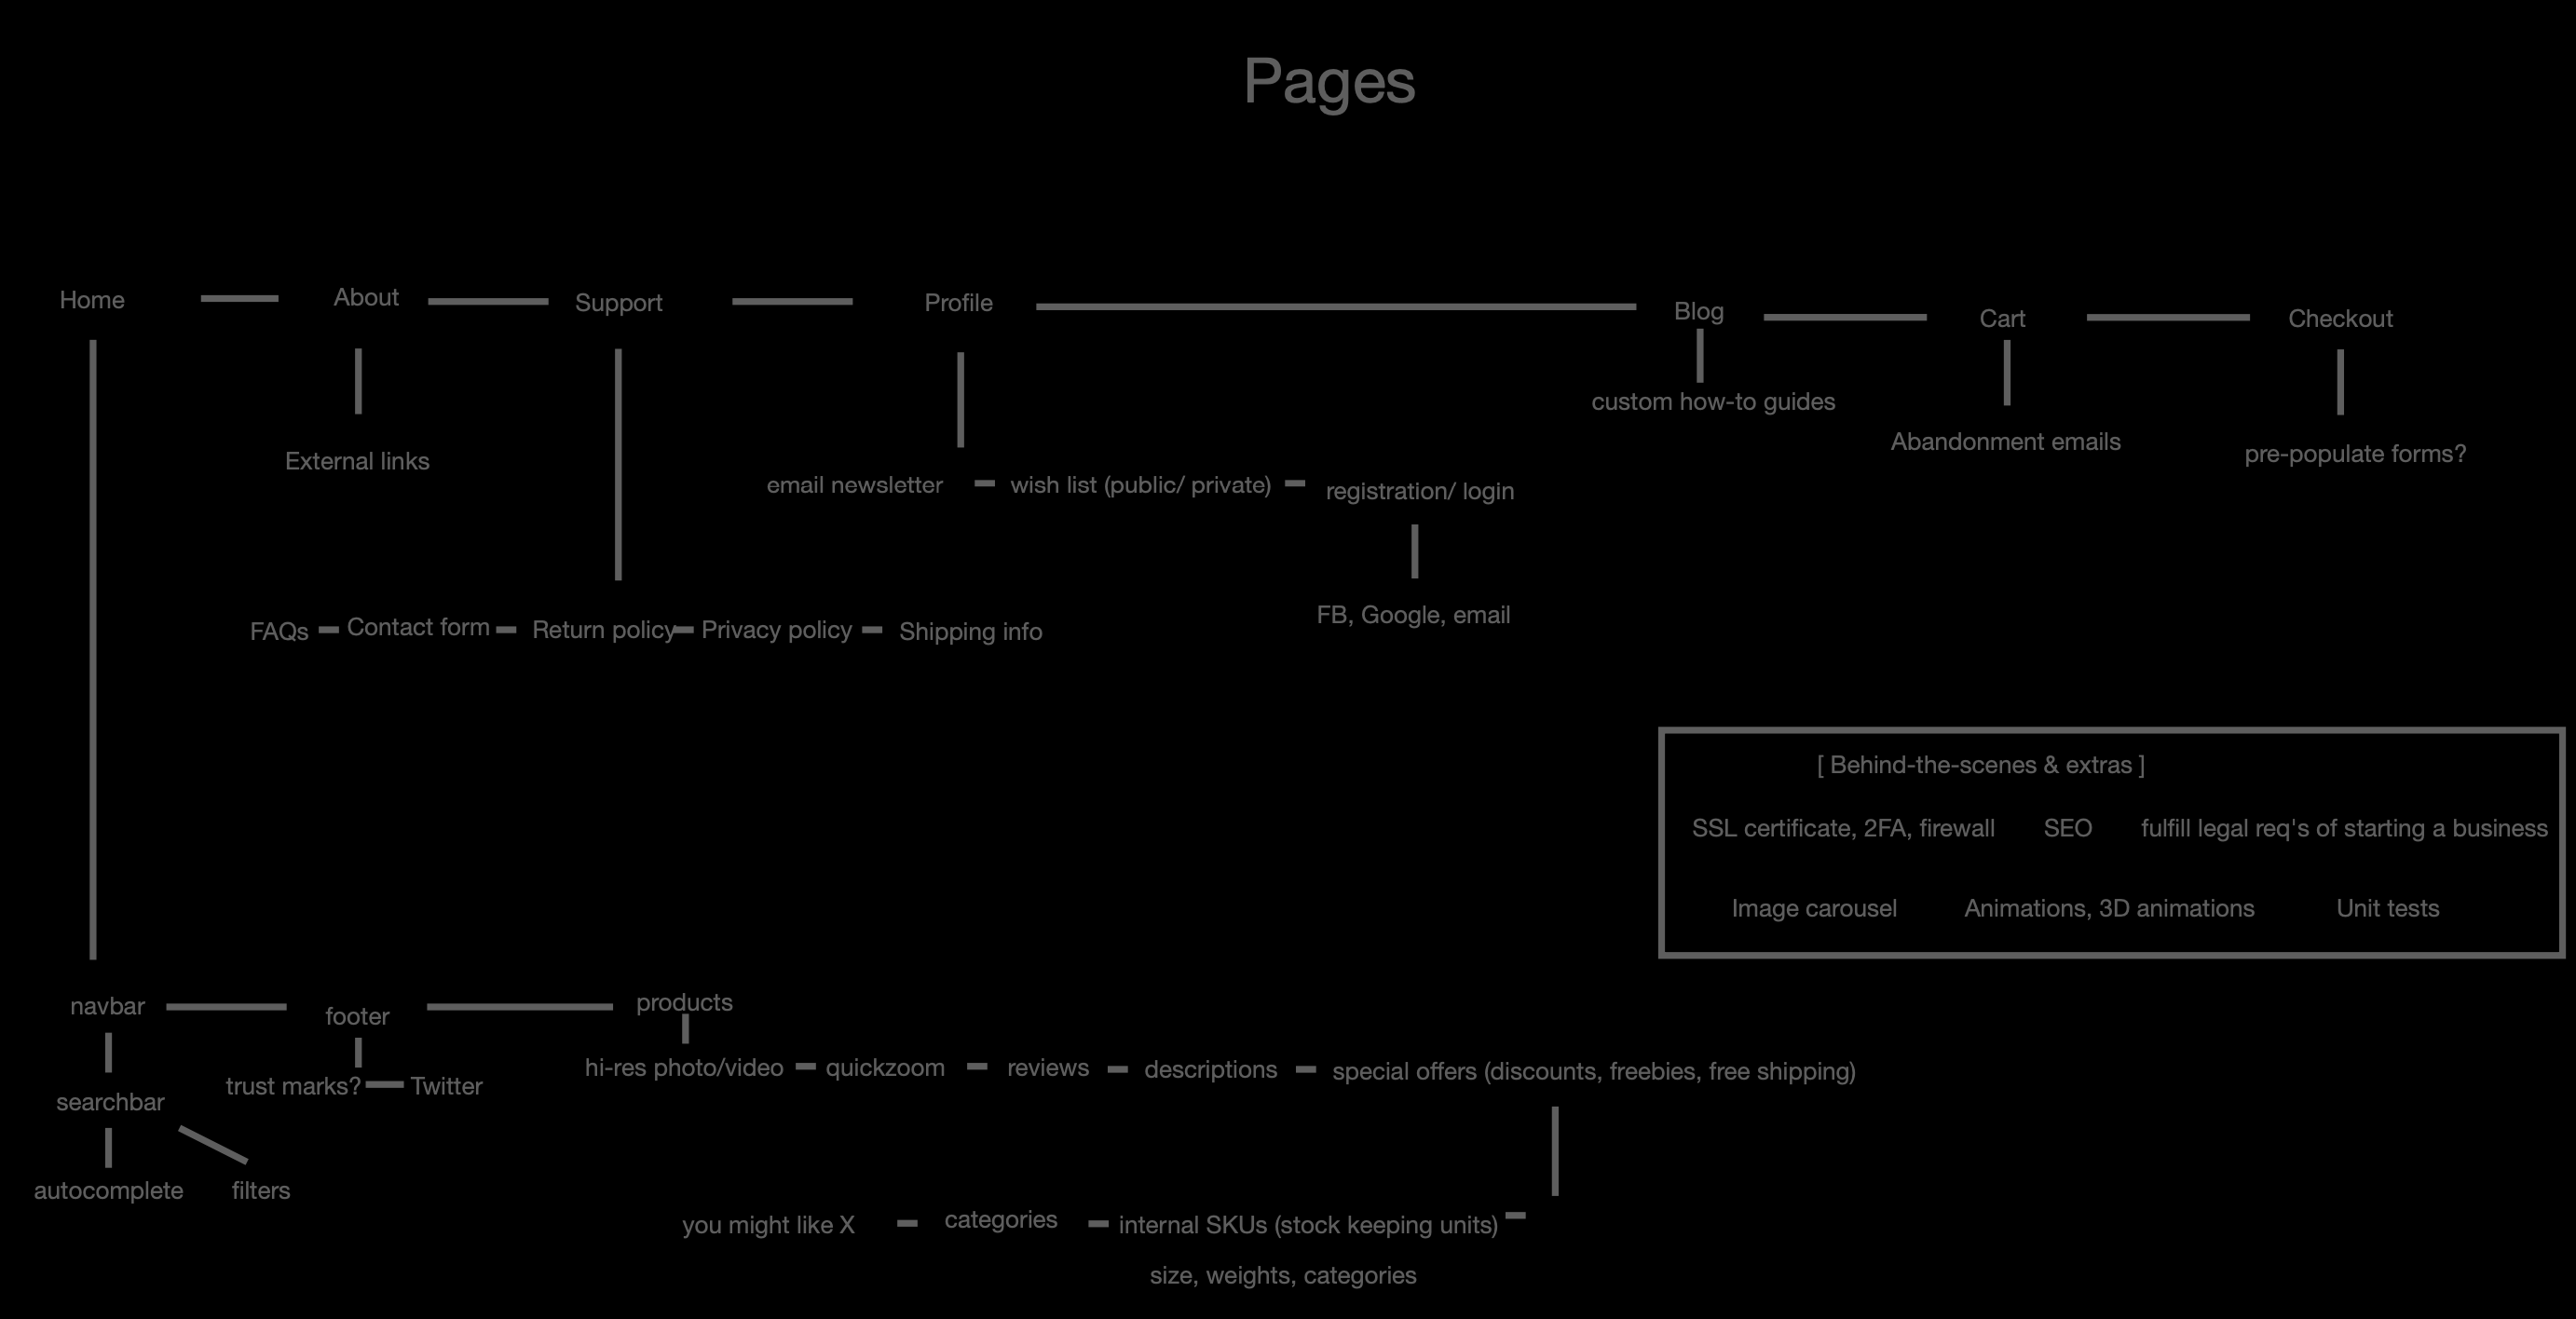 Pages
Home
About
Support
Profile
Blog
Cart
Checkout
custom how-to guides
Abandonment emails
pre-populate forms?
External links
email newsletter
wish list (public/ private)
registration/ login
FB, Google, email
FAQs
Contact form
Return policy
Privacy policy
Shipping info
[ Behind-the-scenes & extras ]
SSL certificate, 2FA, firewall
SEO
fulfill legal req's of starting a business
Image carousel
Animations, 3D animations
Unit tests
navbar
footer
products
hi-res photo/video
quickzoom
reviews
descriptions
special offers (discounts, freebies, free shipping)
trust marks?
Twitter
searchbar
autocomplete
filters
you might like X
categories
internal SKUs (stock keeping units)
size, weights, categories